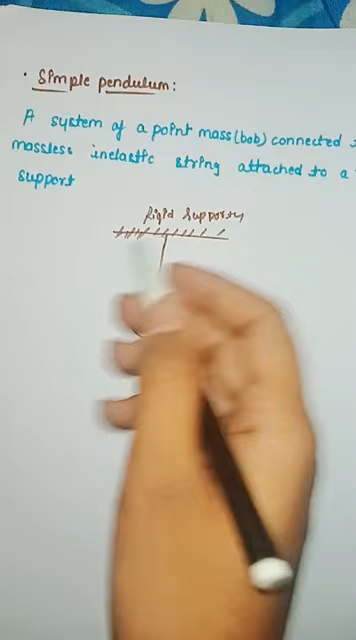 • Simple pendulum:
A system of a point mass (bob) connected
massless inelastic string attached to a
support
Rigid support